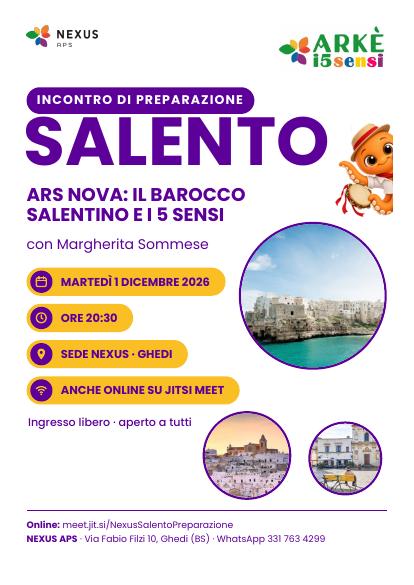 NEXUS
APS
ARKÈ
i5sensi
INCONTRO DI PREPARAZIONE
SALENTO
ARS NOVA: IL BAROCCO
SALENTINO E I 5 SENSI
con Margherita Sommese
MARTEDÌ 1 DICEMBRE 2026
ORE 20:30
SEDE NEXUS · GHEDI
ANCHE ONLINE SU JITSI MEET
Ingresso libero · aperto a tutti
Online: meet.jit.si/NexusSalentoPreparazione
NEXUS APS · Via Fabio Filzi 10, Ghedi (BS) · WhatsApp 331 763 4299